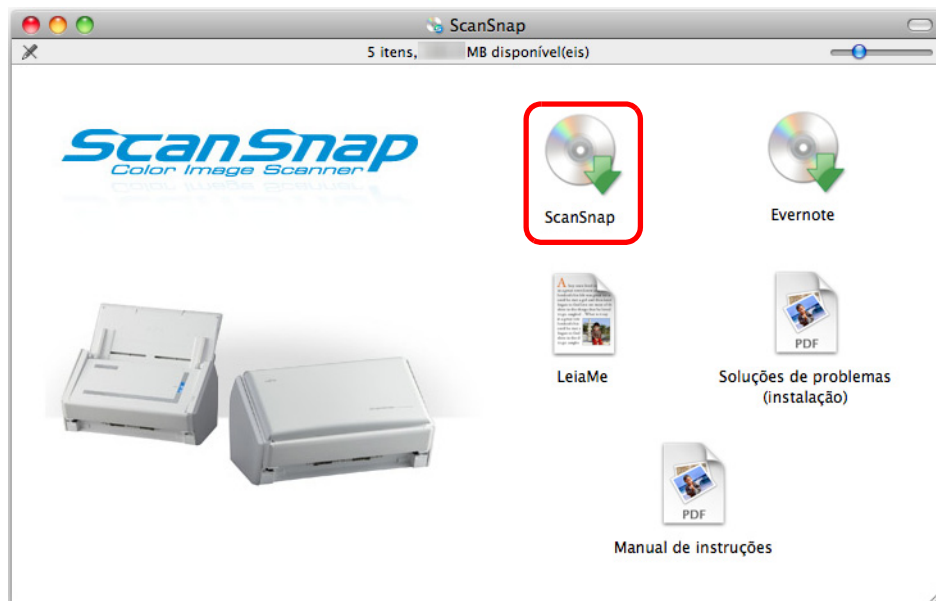 ScanSnap
5 itens, MB disponível(eis)
ScanSnap
Color Image Scanner
ScanSnap
Evernote
LeiaMe
PDF
Soluções de problemas
(instalação)
PDF
Manual de instruções